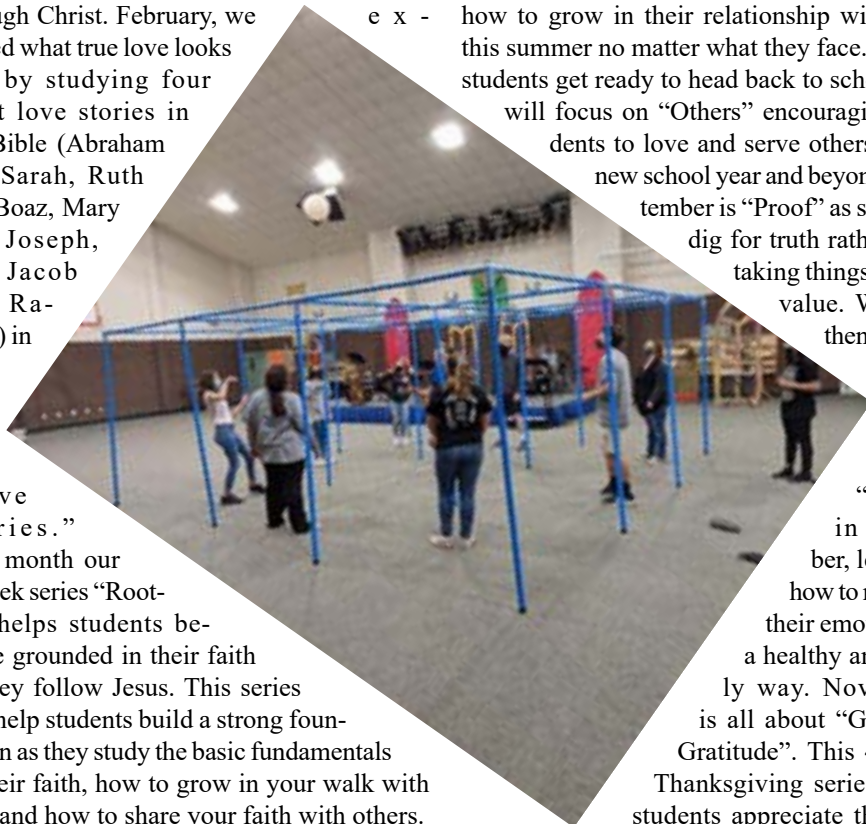 ugh Christ. February, we
ed what true love looks
by studying four
t love stories in
Bible (Abraham
Sarah, Ruth
Boaz, Mary
Joseph,
Jacob
Ra-
) in
ve
ries.”
month our
ek series “Root-
helps students be-
e grounded in their faith
ey follow Jesus. This series
help students build a strong foun-
n as they study the basic fundamentals
eir faith, how to grow in your walk with
and how to share your faith with others.
ex-
how to grow in their relationship wi
this summer no matter what they face.
students get ready to head back to sch
will focus on “Others” encouragi
dents to love and serve others
new school year and beyon
tember is “Proof” as s
dig for truth rath
taking things
value. W
then
“
in
ber, le
how to r
their emo
a healthy an
ly way. Nov
is all about “G
Gratitude”. This
Thanksgiving serie
students appreciate th